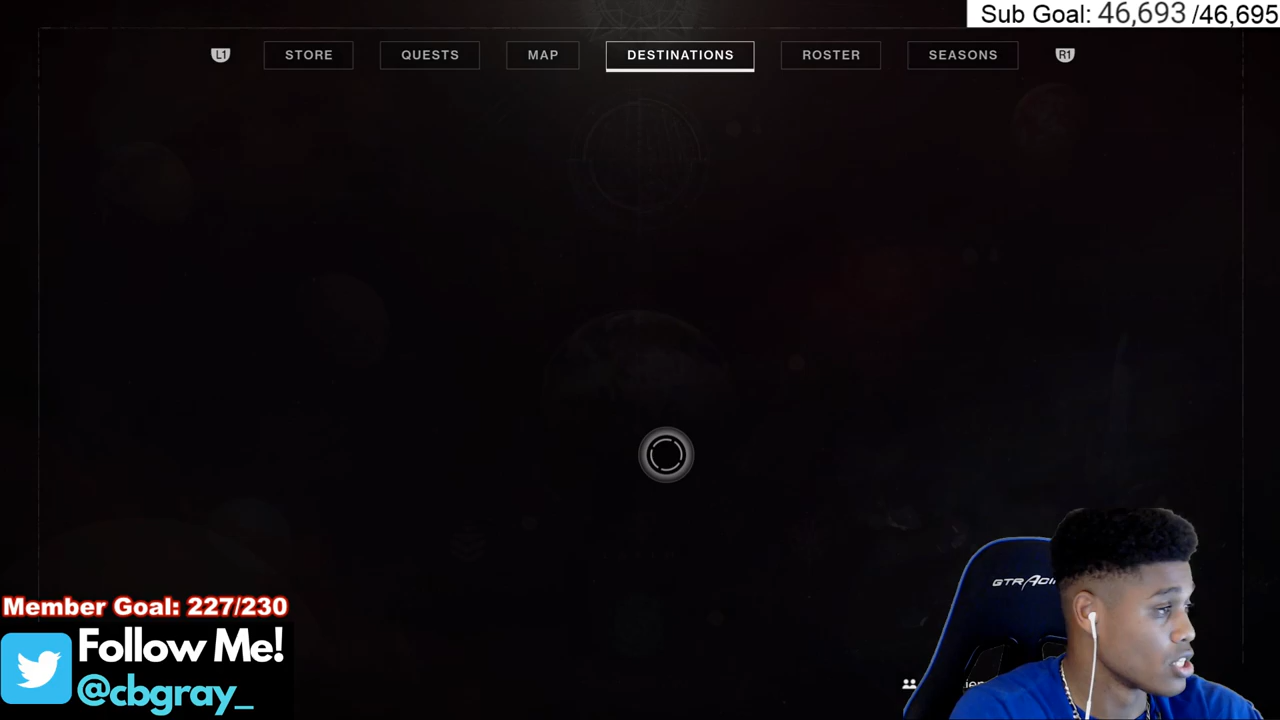 Sub Goal: 46,693 /46,695
L1 STORE QUESTS MAP DESTINATIONS ROSTER SEASONS R1
Member Goal: 227/230
Follow Me!
@cbgray_